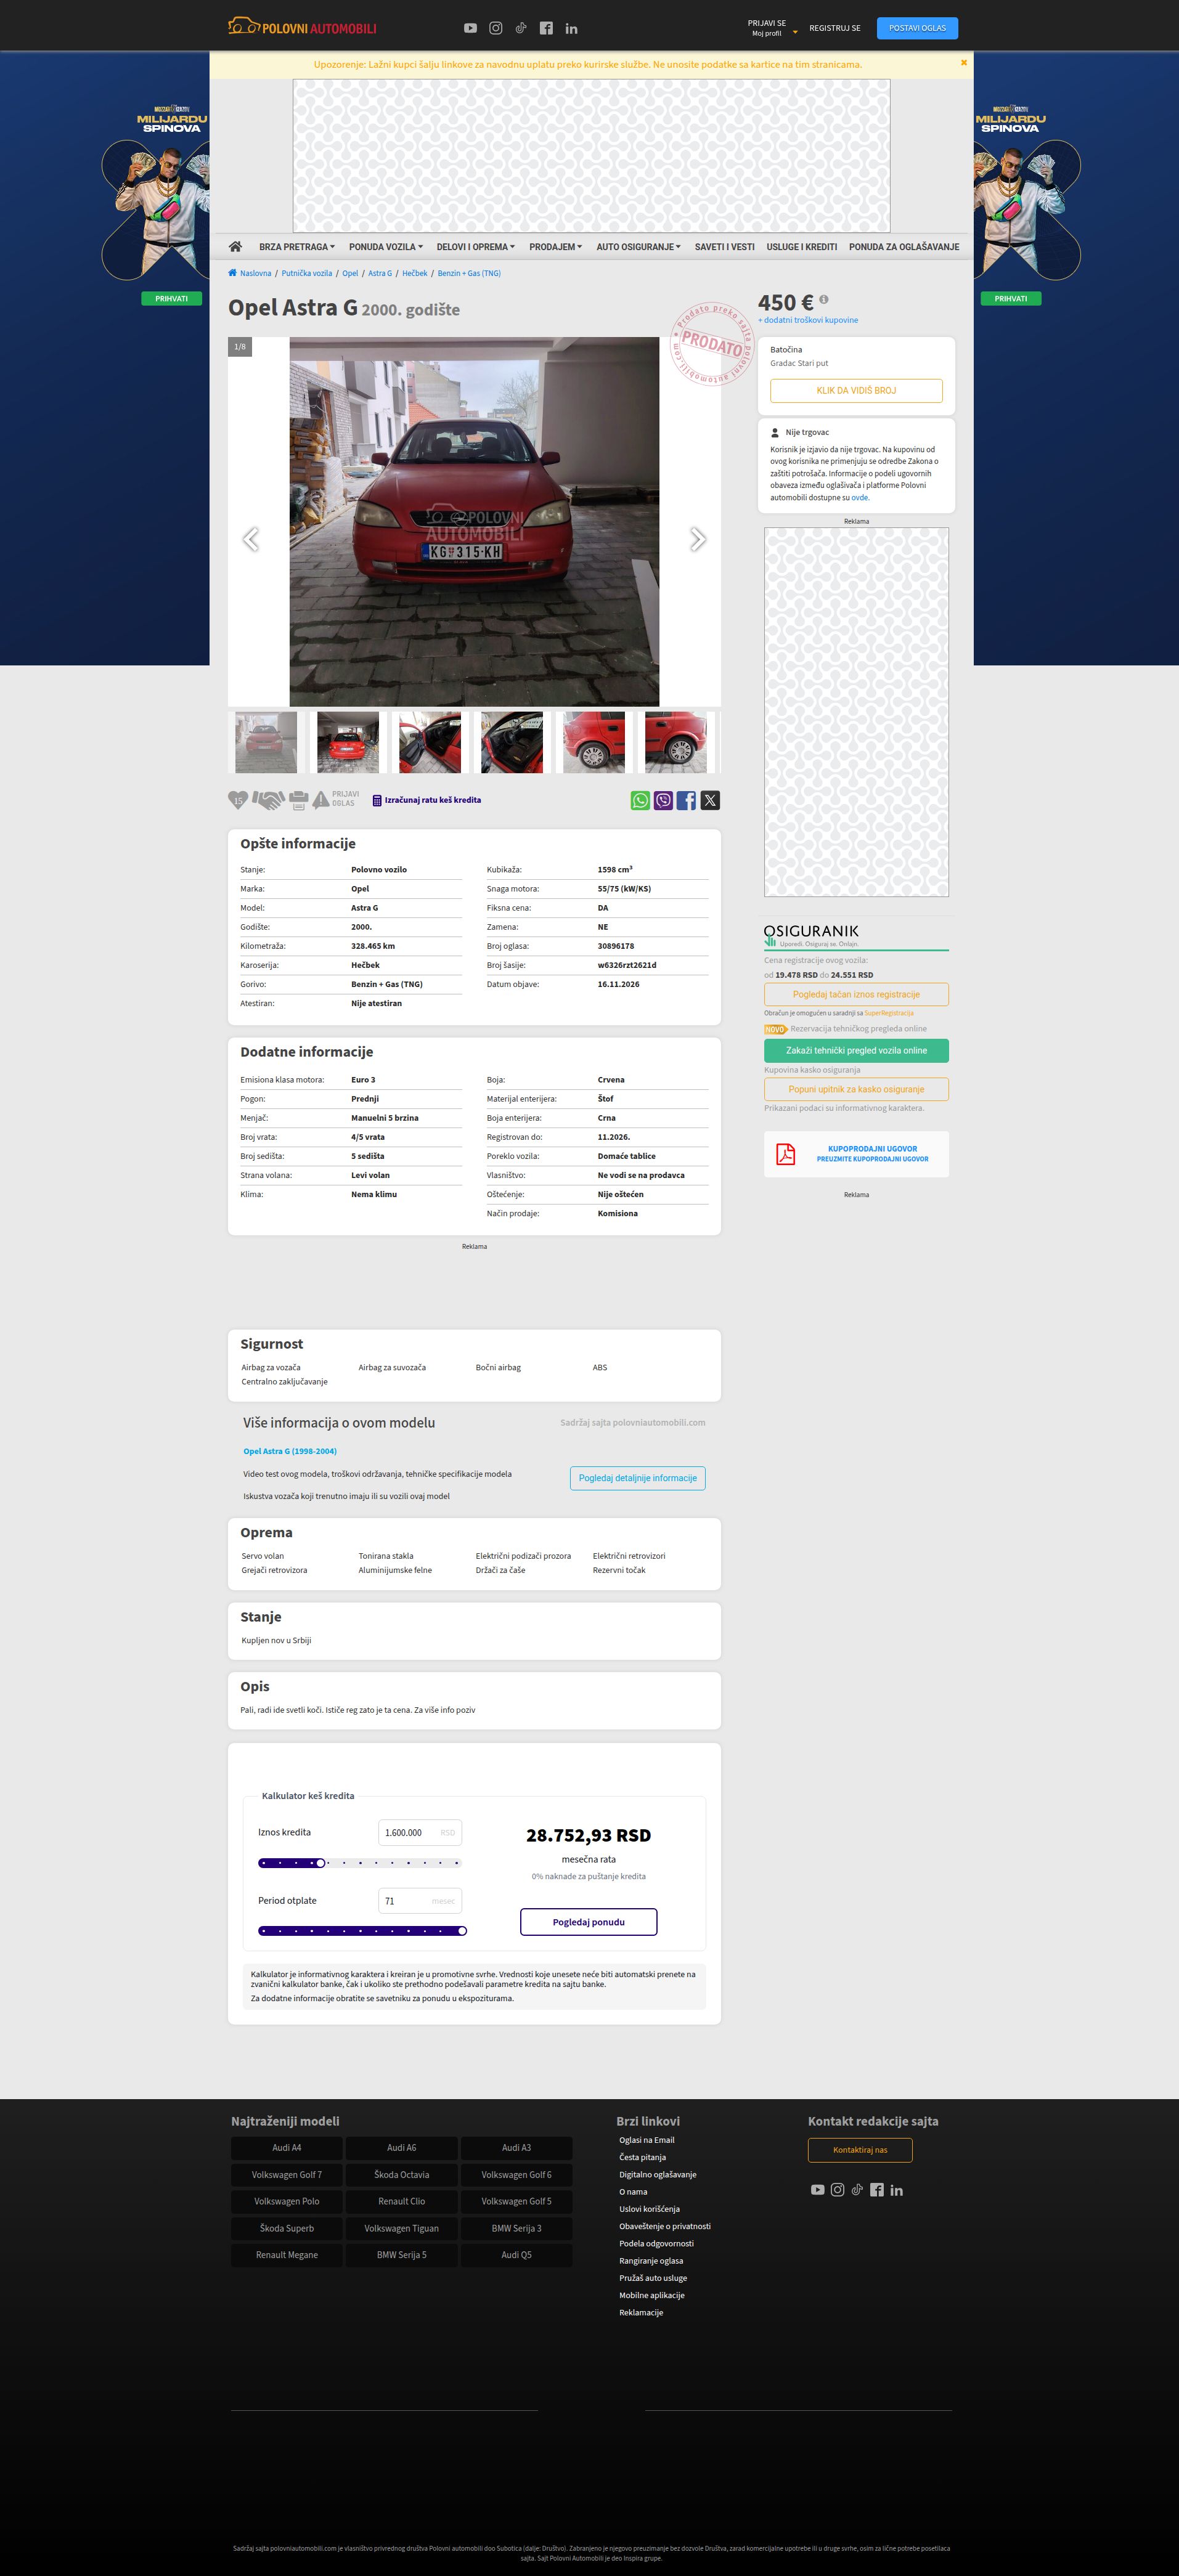 POLOVNI AUTOMOBILI
PRIJAVI SE
Moj profil
REGISTRUJ SE
POSTAVI OGLAS
Upozorenje: Lažni kupci šalju linkove za navodnu uplatu preko kurirske službe. Ne unosite podatke sa kartice na tim stranicama.
MILIJARDU
SPINOVA
PRIHVATI
MILIJARDU
SPINOVA
PRIHVATI
BRZA PRETRAGA PONUDA VOZILA DELOVI I OPREMA PRODAJEM AUTO OSIGURANJE SAVETI I VESTI USLUGE I KREDITI PONUDA ZA OGLAŠAVANJE
Naslovna / Putnička vozila / Opel / Astra G / Hečbek / Benzin + Gas (TNG)
Opel Astra G 2000. godište
450 €
+ dodatni troškovi kupovine
Prodato preko sajta polovniautomobili.com
PRODATO
1/8
POLOVNI
AUTOMOBILI
KG 315-KH
Batočina
Gradac Stari put
KLIK DA VIDIŠ BROJ
Nije trgovac
Korisnik je izjavio da nije trgovac. Na kupovinu od
ovog korisnika ne primenjuju se odredbe Zakona o
zaštiti potrošača. Informacije o podeli ugovornih
obaveza između oglašivača i platforme Polovni
automobili dostupne su ovde.
Reklama
15
PRIJAVI
OGLAS
Izračunaj ratu keš kredita
Opšte informacije
Stanje: Polovno vozilo
Marka: Opel
Model: Astra G
Godište: 2000.
Kilometraža: 328.465 km
Karoserija: Hečbek
Gorivo: Benzin + Gas (TNG)
Atestiran: Nije atestiran
Kubikaža: 1598 cm³
Snaga motora: 55/75 (kW/KS)
Fiksna cena: DA
Zamena: NE
Broj oglasa: 30896178
Broj šasije: w6326rzt2621d
Datum objave: 16.11.2026
OSIGURANIK
Uporedi. Osiguraj se. Onlajn.
Cena registracije ovog vozila:
od 19.478 RSD do 24.551 RSD
Pogledaj tačan iznos registracije
Obračun je omogućen u saradnji sa SuperRegistracija
NOVO Rezervacija tehničkog pregleda online
Zakaži tehnički pregled vozila online
Kupovina kasko osiguranja
Popuni upitnik za kasko osiguranje
Prikazani podaci su informativnog karaktera.
KUPOPRODAJNI UGOVOR
PREUZMITE KUPOPRODAJNI UGOVOR
Reklama
Dodatne informacije
Emisiona klasa motora: Euro 3
Pogon: Prednji
Menjač: Manuelni 5 brzina
Broj vrata: 4/5 vrata
Broj sedišta: 5 sedišta
Strana volana: Levi volan
Klima: Nema klimu
Boja: Crvena
Materijal enterijera: Štof
Boja enterijera: Crna
Registrovan do: 11.2026.
Poreklo vozila: Domaće tablice
Vlasništvo: Ne vodi se na prodavca
Oštećenje: Nije oštećen
Način prodaje: Komisiona
Reklama
Sigurnost
Airbag za vozača Airbag za suvozača Bočni airbag ABS
Centralno zaključavanje
Više informacija o ovom modelu
Sadržaj sajta polovniautomobili.com
Opel Astra G (1998-2004)
Video test ovog modela, troškovi održavanja, tehničke specifikacije modela
Pogledaj detaljnije informacije
Iskustva vozača koji trenutno imaju ili su vozili ovaj model
Oprema
Servo volan Tonirana stakla Električni podizači prozora Električni retrovizori
Grejači retrovizora Aluminijumske felne Držači za čaše Rezervni točak
Stanje
Kupljen nov u Srbiji
Opis
Pali, radi ide svetli koči. Ističe reg zato je ta cena. Za više info poziv
Kalkulator keš kredita
Iznos kredita 1.600.000 RSD
28.752,93 RSD
mesečna rata
0% naknade za puštanje kredita
Period otplate 71 mesec
Pogledaj ponudu
Kalkulator je informativnog karaktera i kreiran je u promotivne svrhe. Vrednosti koje unesete neće biti automatski prenete na
zvanični kalkulator banke, čak i ukoliko ste prethodno podešavali parametre kredita na sajtu banke.
Za dodatne informacije obratite se savetniku za ponudu u ekspoziturama.
Najtraženiji modeli
Audi A4 Audi A6 Audi A3
Volkswagen Golf 7 Škoda Octavia Volkswagen Golf 6
Volkswagen Polo Renault Clio Volkswagen Golf 5
Škoda Superb Volkswagen Tiguan BMW Serija 3
Renault Megane BMW Serija 5 Audi Q5
Brzi linkovi
Oglasi na Email
Česta pitanja
Digitalno oglašavanje
O nama
Uslovi korišćenja
Obaveštenje o privatnosti
Podela odgovornosti
Rangiranje oglasa
Pružaš auto usluge
Mobilne aplikacije
Reklamacije
Kontakt redakcije sajta
Kontaktiraj nas
Sadržaj sajta polovniautomobili.com je vlasništvo privrednog društva Polovni automobili doo Subotica (dalje: Društvo). Zabranjeno je njegovo preuzimanje bez dozvole Društva, zarad komercijalne upotrebe ili u druge svrhe, osim za lične potrebe posetilaca
sajta. Sajt Polovni Automobili je deo Inspira grupe.